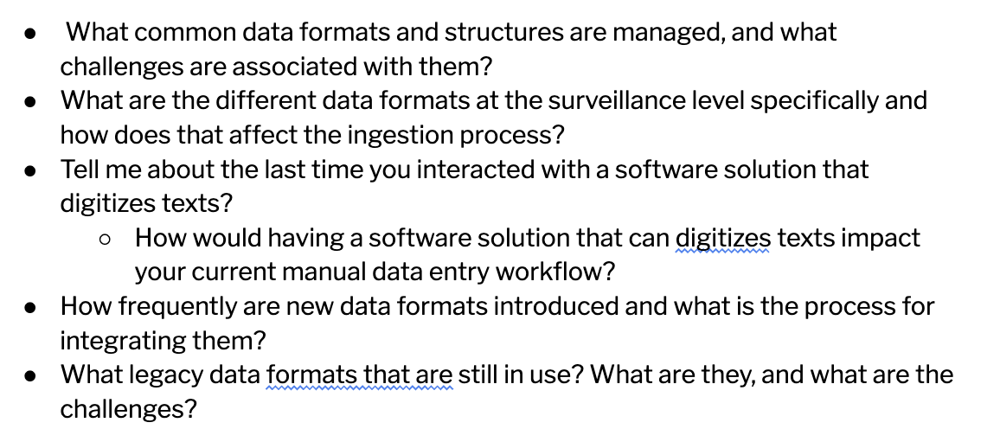 ● What common data formats and structures are managed, and what
challenges are associated with them?
● What are the different data formats at the surveillance level specifically and
how does that affect the ingestion process?
● Tell me about the last time you interacted with a software solution that
digitizes texts?
○ How would having a software solution that can digitizes texts impact
your current manual data entry workflow?
● How frequently are new data formats introduced and what is the process for
integrating them?
● What legacy data formats that are still in use? What are they, and what are the
challenges?